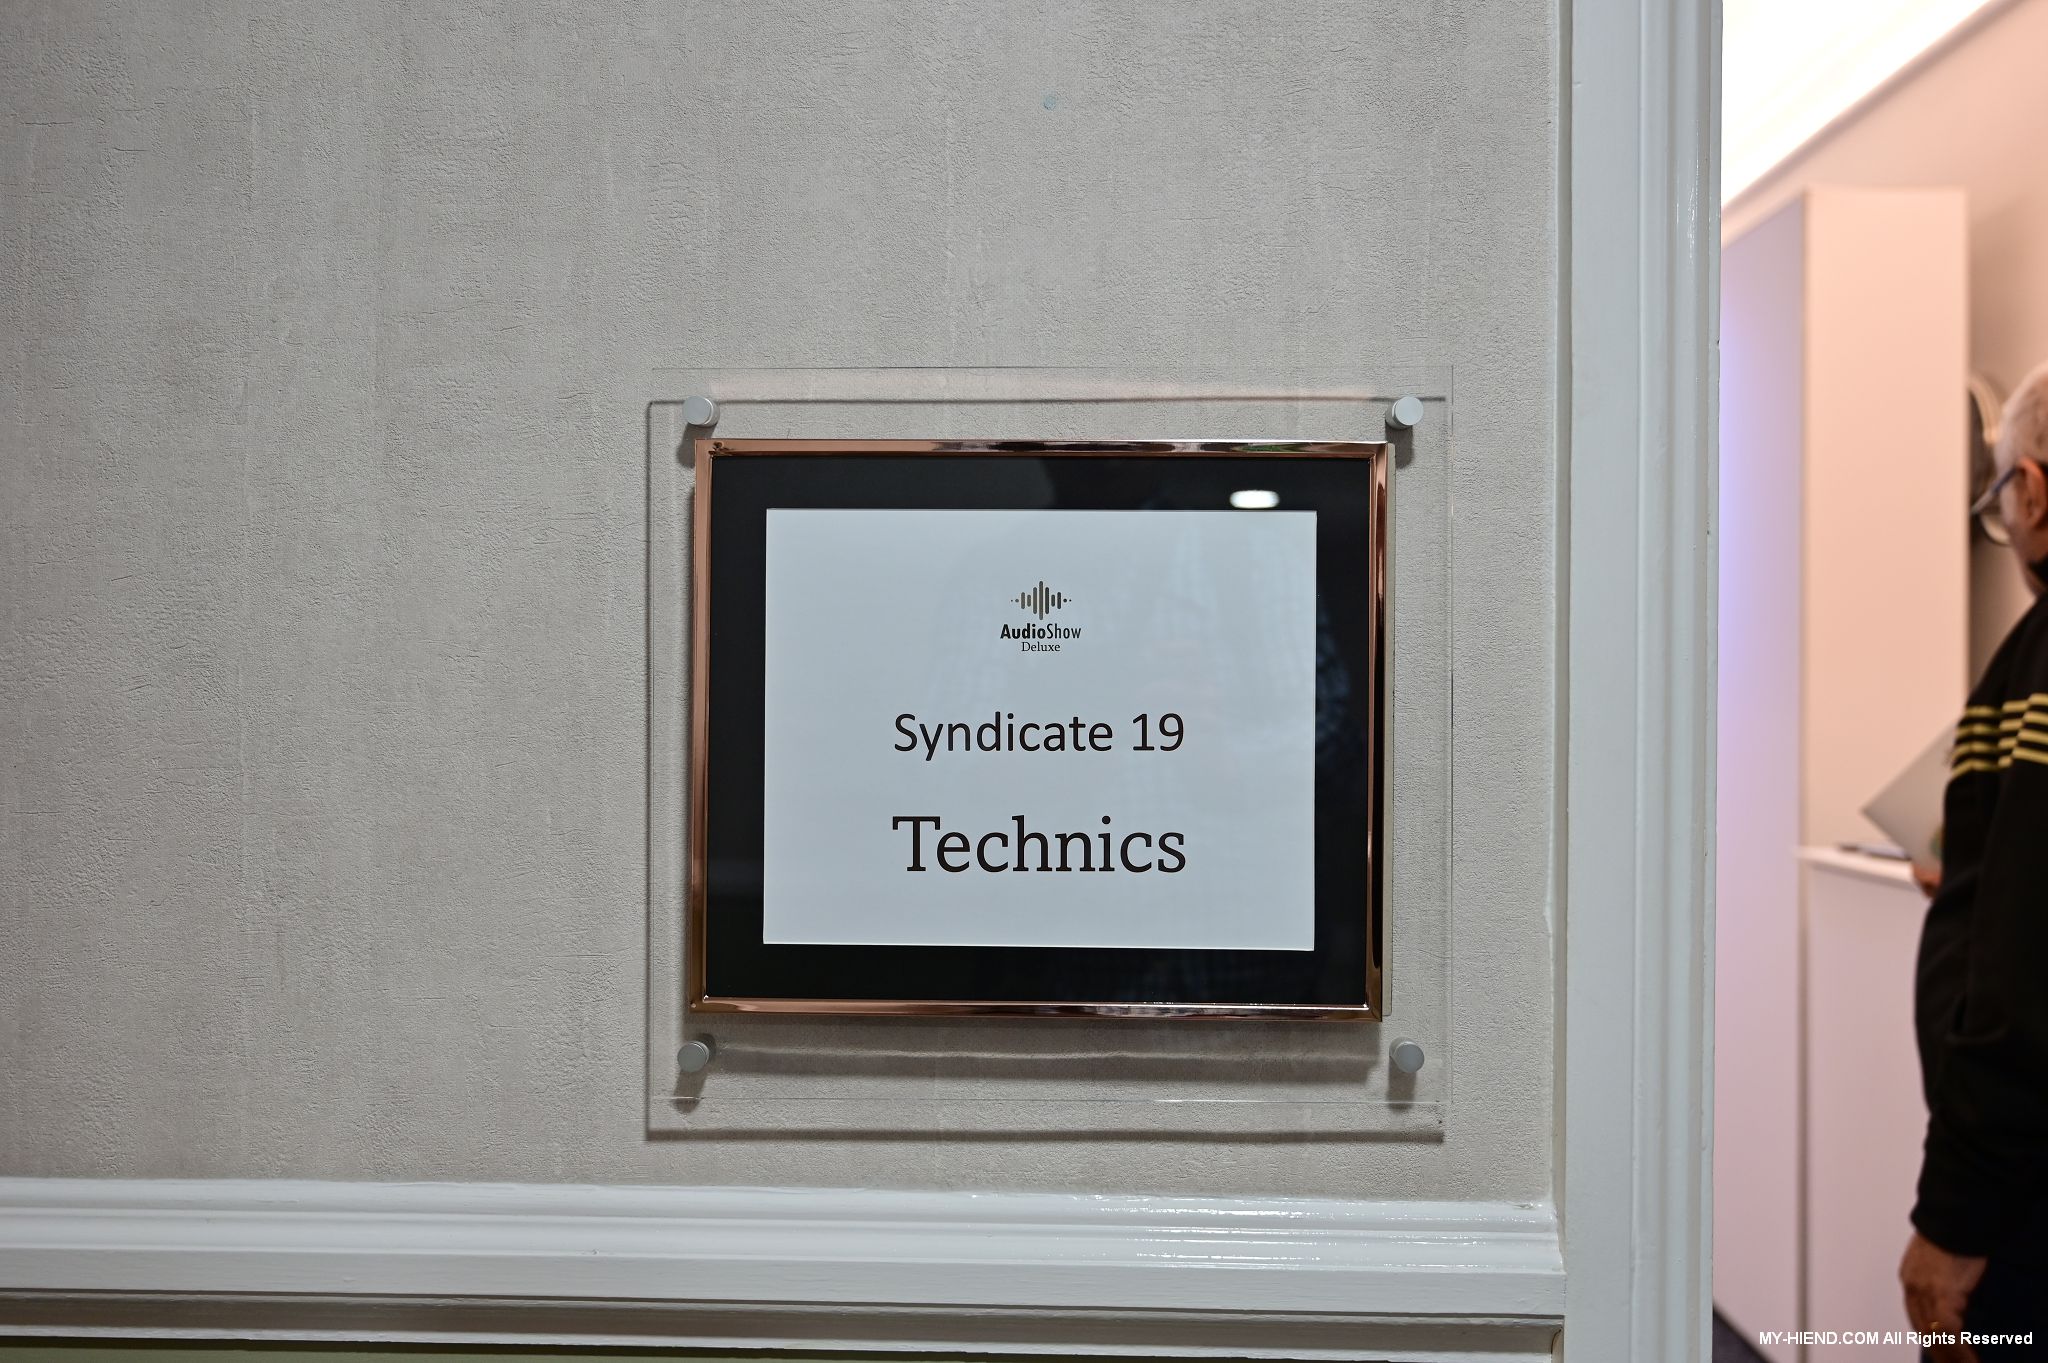 AudioShow
Deluxe
Syndicate 19
Technics
MY-HIEND.COM All Rights Reserved